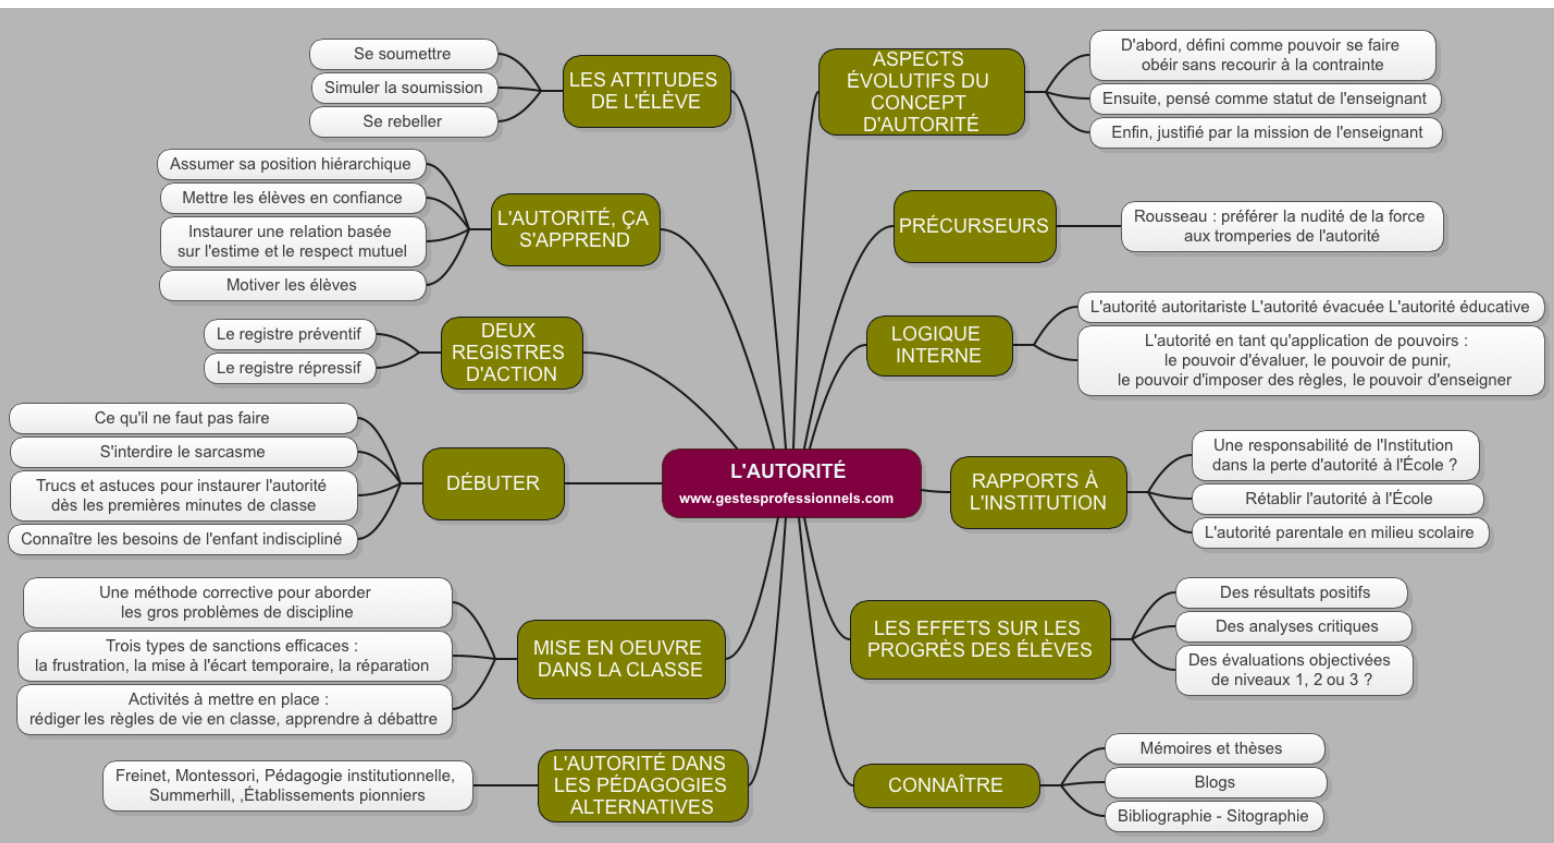 L'AUTORITÉ
www.gestesprofessionnels.com
LES ATTITUDES
DE L'ÉLÈVE
Se soumettre
Simuler la soumission
Se rebeller
L'AUTORITÉ, ÇA
S'APPREND
Assumer sa position hiérarchique
Mettre les élèves en confiance
Instaurer une relation basée
sur l'estime et le respect mutuel
Motiver les élèves
DEUX
REGISTRES
D'ACTION
Le registre préventif
Le registre répressif
DÉBUTER
Ce qu'il ne faut pas faire
S'interdire le sarcasme
Trucs et astuces pour instaurer l'autorité
dès les premières minutes de classe
Connaître les besoins de l'enfant indiscipliné
MISE EN OEUVRE
DANS LA CLASSE
Une méthode corrective pour aborder
les gros problèmes de discipline
Trois types de sanctions efficaces :
la frustration, la mise à l'écart temporaire, la réparation
Activités à mettre en place :
rédiger les règles de vie en classe, apprendre à débattre
L'AUTORITÉ DANS
LES PÉDAGOGIES
ALTERNATIVES
Freinet, Montessori, Pédagogie institutionnelle,
Summerhill, ,Établissements pionniers
ASPECTS
ÉVOLUTIFS DU
CONCEPT
D'AUTORITÉ
D'abord, défini comme pouvoir se faire
obéir sans recourir à la contrainte
Ensuite, pensé comme statut de l'enseignant
Enfin, justifié par la mission de l'enseignant
PRÉCURSEURS
Rousseau : préférer la nudité de la force
aux tromperies de l'autorité
LOGIQUE
INTERNE
L'autorité autoritariste L'autorité évacuée L'autorité éducative
L'autorité en tant qu'application de pouvoirs :
le pouvoir d'évaluer, le pouvoir de punir,
le pouvoir d'imposer des règles, le pouvoir d'enseigner
RAPPORTS À
L'INSTITUTION
Une responsabilité de l'Institution
dans la perte d'autorité à l'École ?
Rétablir l'autorité à l'École
L'autorité parentale en milieu scolaire
LES EFFETS SUR LES
PROGRÈS DES ÉLÈVES
Des résultats positifs
Des analyses critiques
Des évaluations objectivées
de niveaux 1, 2 ou 3 ?
CONNAÎTRE
Mémoires et thèses
Blogs
Bibliographie - Sitographie